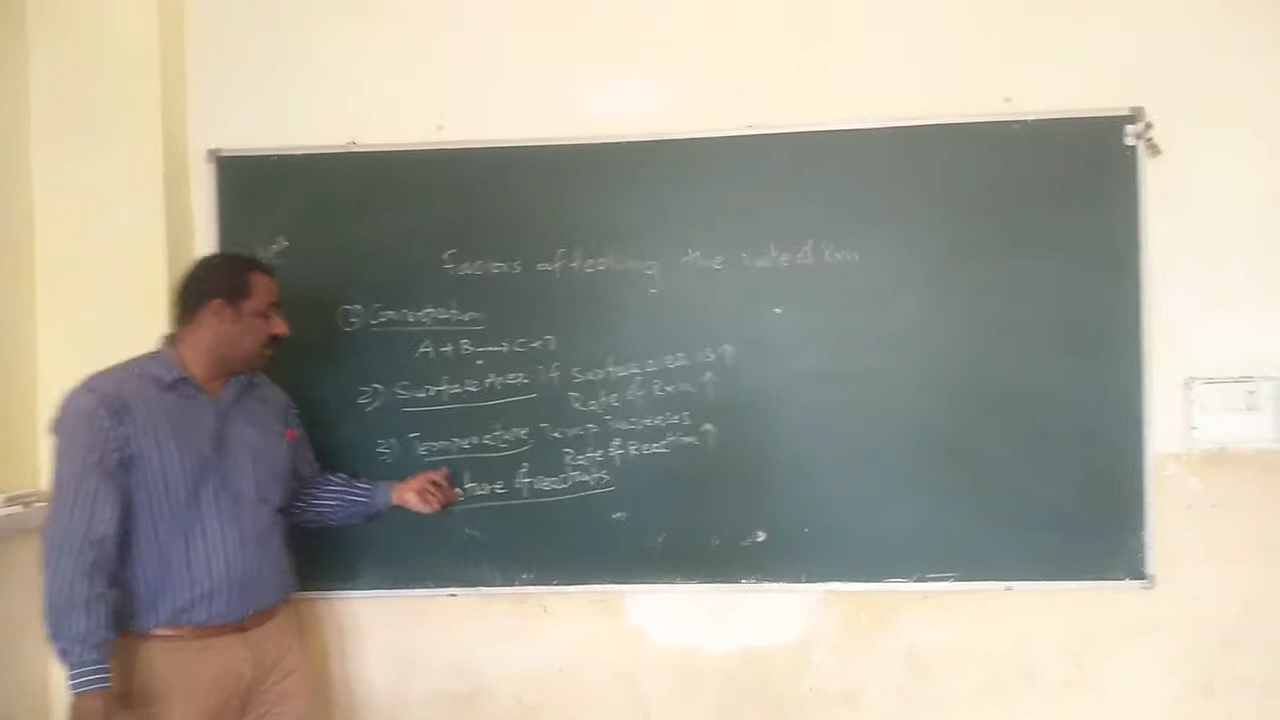 Factors affecting the rate of Rxn
(1) Concentration
A + B → C + D
2) Surface Area if Surface area is ↑
Rate of Rxn ↑
3) Temperature Temp Increases
Rate of Reaction ↑
Nature of reactants